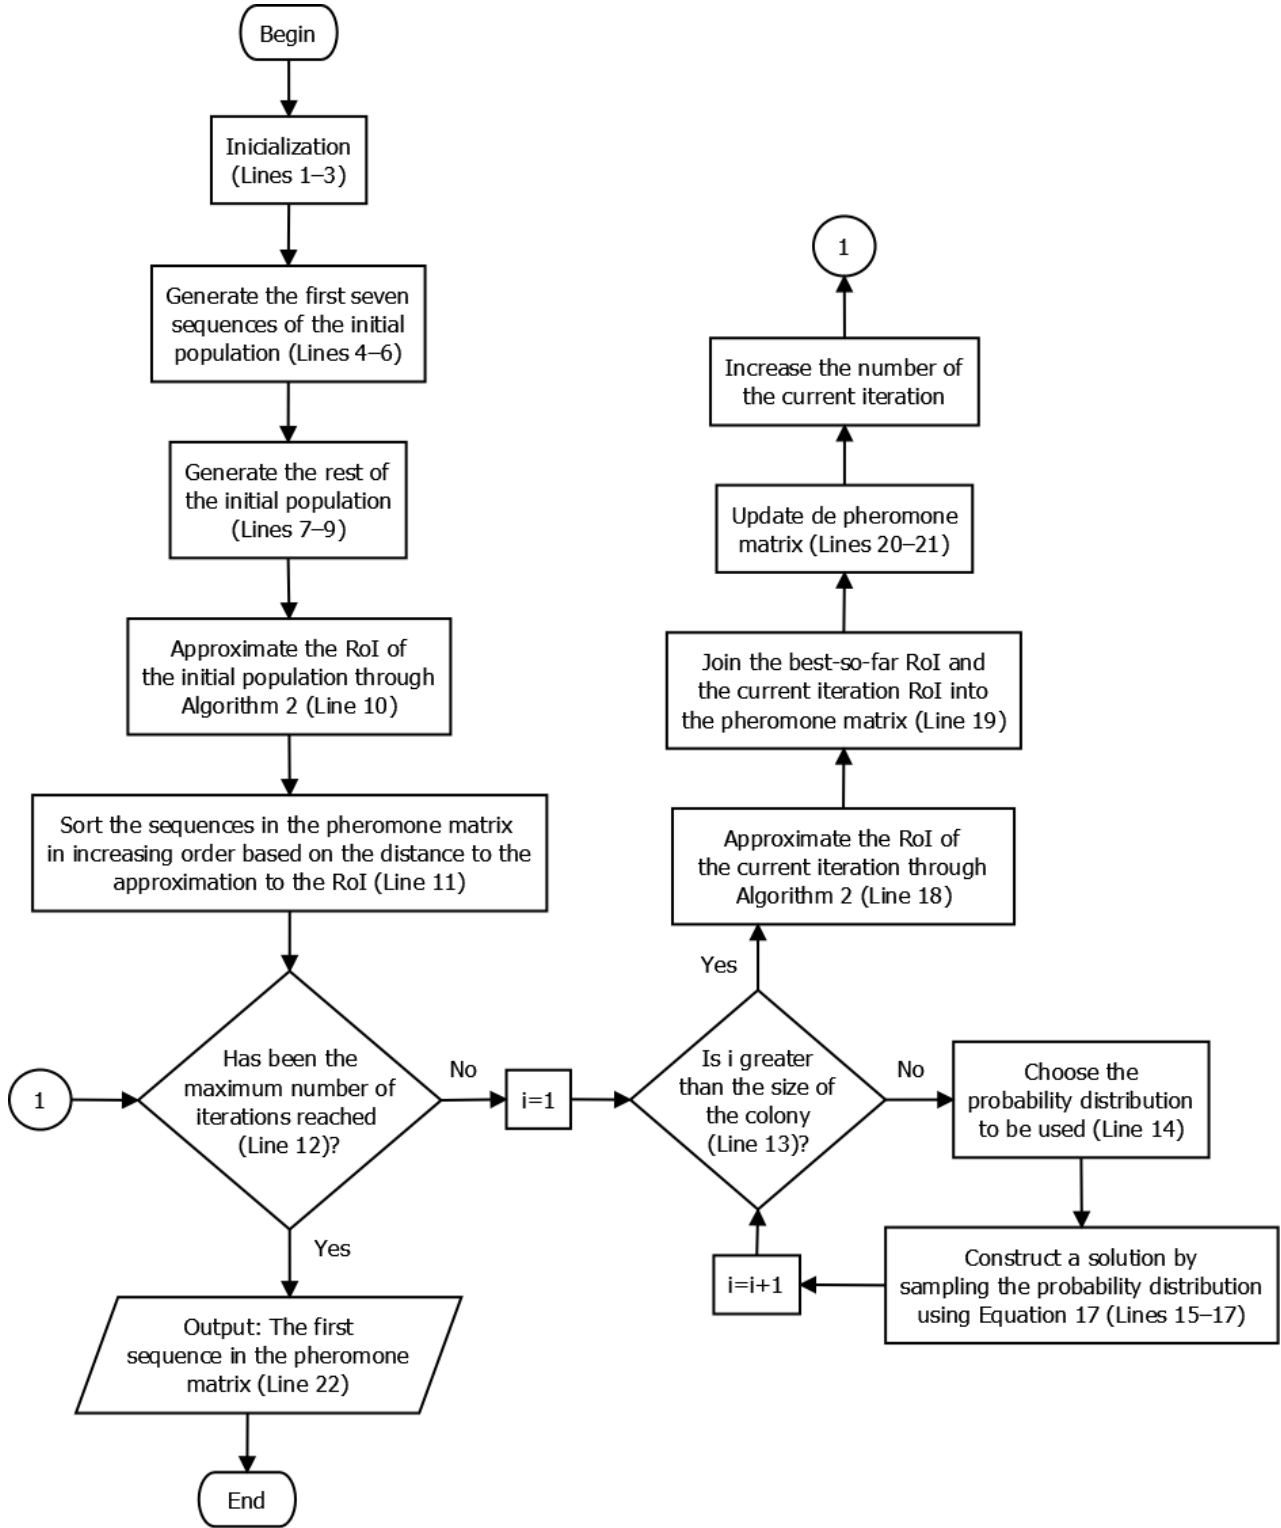 Begin
Inicialization
(Lines 1–3)
Generate the first seven
sequences of the initial
population (Lines 4–6)
Generate the rest of
the initial population
(Lines 7–9)
Approximate the RoI of
the initial population through
Algorithm 2 (Line 10)
Sort the sequences in the pheromone matrix
in increasing order based on the distance to the
approximation to the RoI (Line 11)
1
Has been the
maximum number of
iterations reached
(Line 12)?
Yes
Output: The first
sequence in the pheromone
matrix (Line 22)
End
No
i=1
Is i greater
than the size of
the colony
(Line 13)?
No
Choose the
probability distribution
to be used (Line 14)
Construct a solution by
sampling the probability distribution
using Equation 17 (Lines 15–17)
i=i+1
Yes
Approximate the RoI of
the current iteration through
Algorithm 2 (Line 18)
Join the best-so-far RoI and
the current iteration RoI into
the pheromone matrix (Line 19)
Update de pheromone
matrix (Lines 20–21)
Increase the number of
the current iteration
1